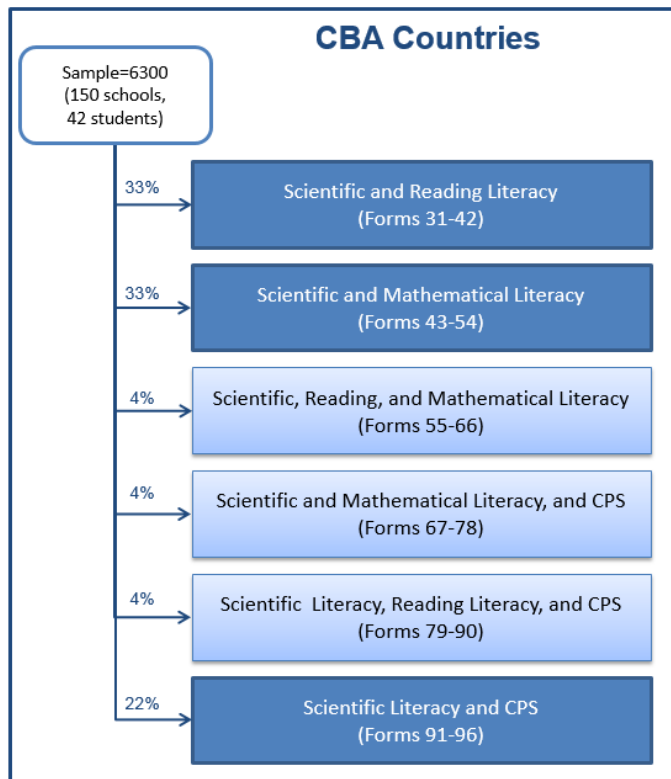 CBA Countries
Sample=6300
(150 schools,
42 students)
33%
Scientific and Reading Literacy
(Forms 31-42)
33%
Scientific and Mathematical Literacy
(Forms 43-54)
4%
Scientific, Reading, and Mathematical Literacy
(Forms 55-66)
4%
Scientific and Mathematical Literacy, and CPS
(Forms 67-78)
4%
Scientific Literacy, Reading Literacy, and CPS
(Forms 79-90)
22%
Scientific Literacy and CPS
(Forms 91-96)